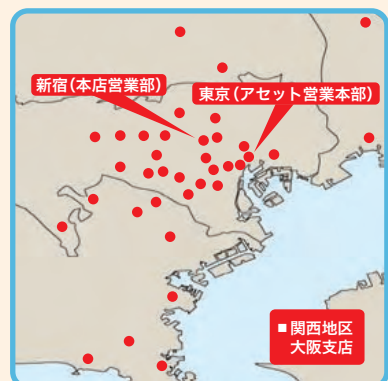 新宿(本店営業部)
東京(アセット営業本部)
■関西地区
大阪支店